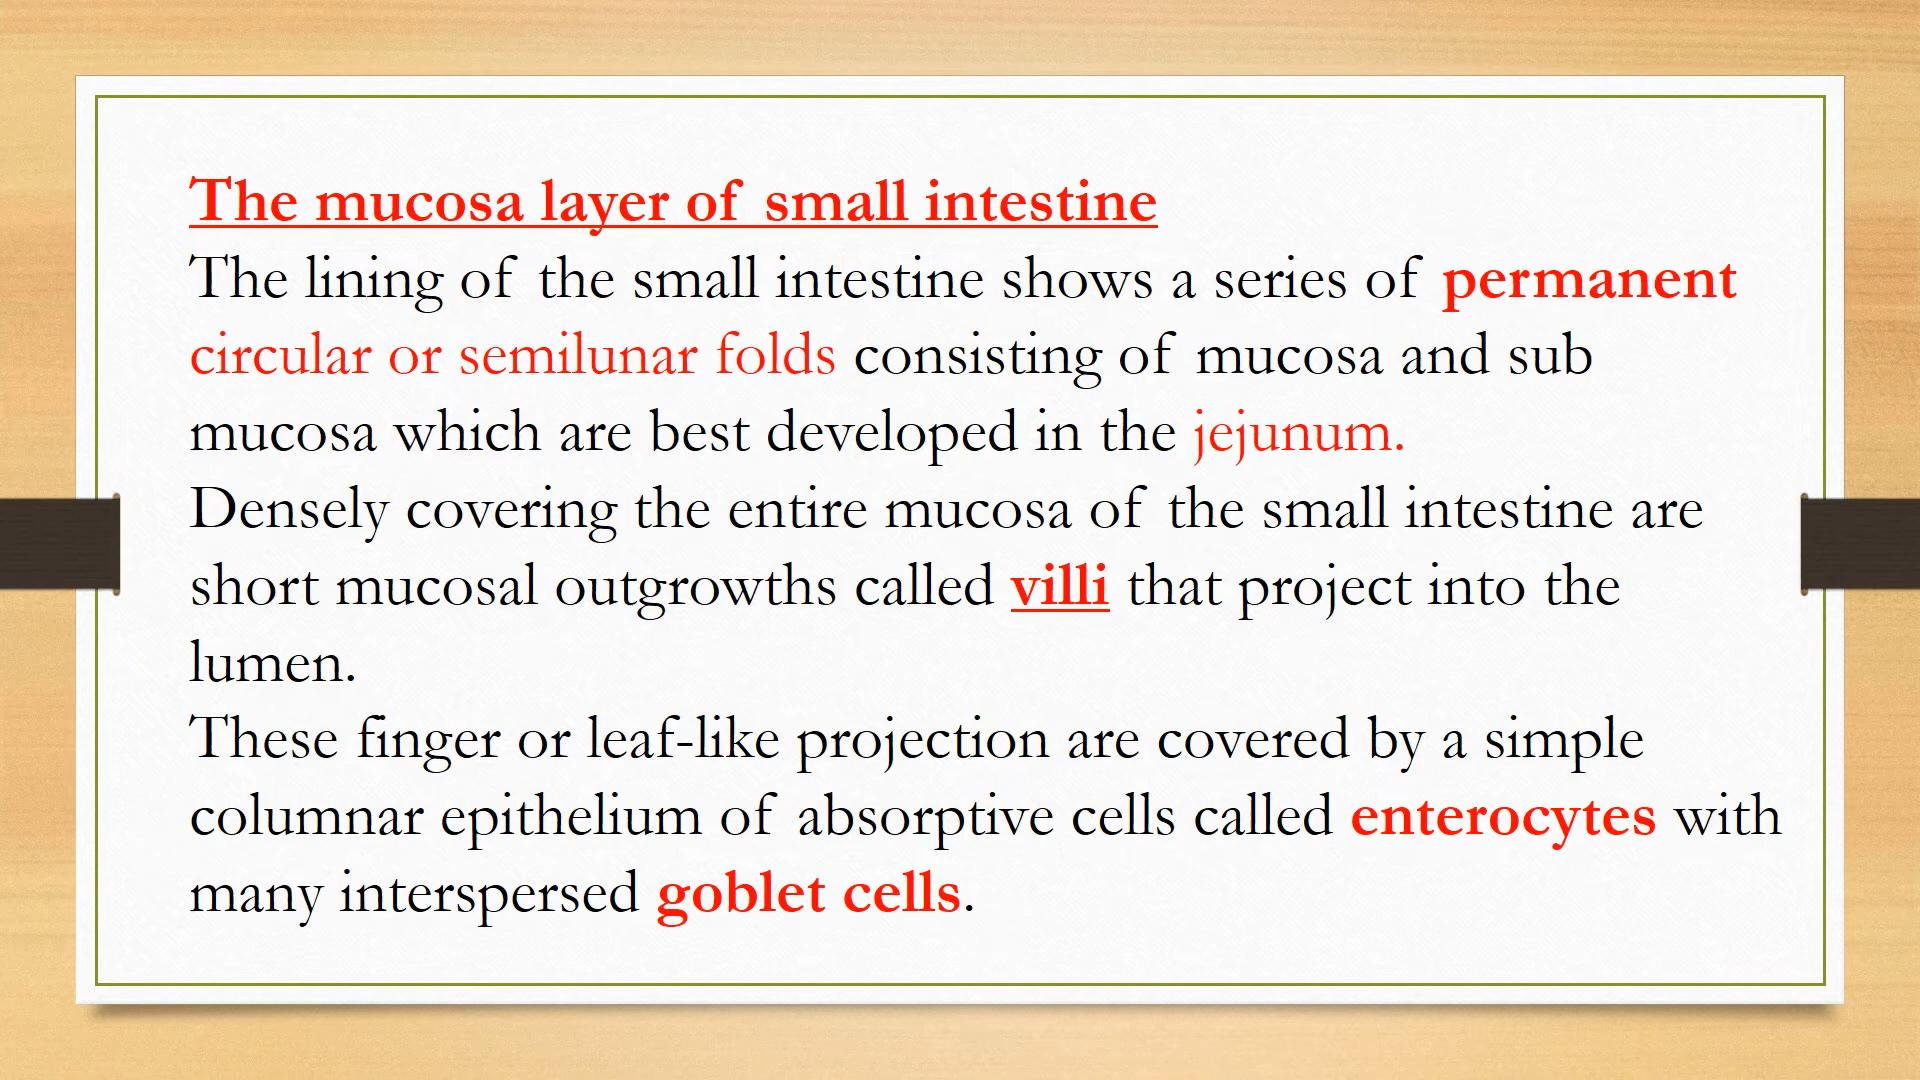 The mucosa layer of small intestine
The lining of the small intestine shows a series of permanent
circular or semilunar folds consisting of mucosa and sub
mucosa which are best developed in the jejunum.
Densely covering the entire mucosa of the small intestine are
short mucosal outgrowths called villi that project into the
lumen.
These finger or leaf-like projection are covered by a simple
columnar epithelium of absorptive cells called enterocytes with
many interspersed goblet cells.